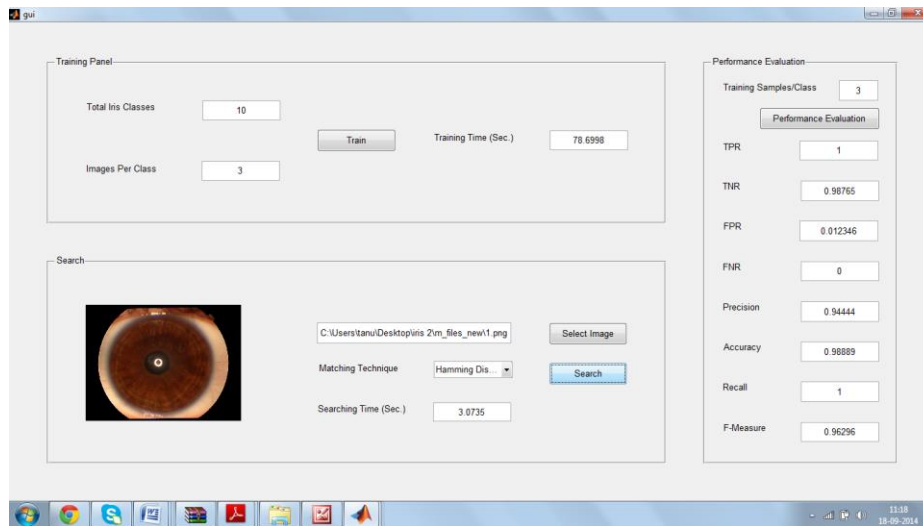 gui
Training Panel
Total Iris Classes
10
Images Per Class
3
Train
Training Time (Sec.)
78.6998
Search
C:\Users\tanu\Desktop\iris 2\m_files_new\1.png
Select Image
Matching Technique
Hamming Dis...
Search
Searching Time (Sec.)
3.0735
Performance Evaluation
Training Samples/Class
3
Performance Evaluation
TPR
1
TNR
0.98765
FPR
0.012346
FNR
0
Precision
0.94444
Accuracy
0.98889
Recall
1
F-Measure
0.96296
11:18
18-09-2014